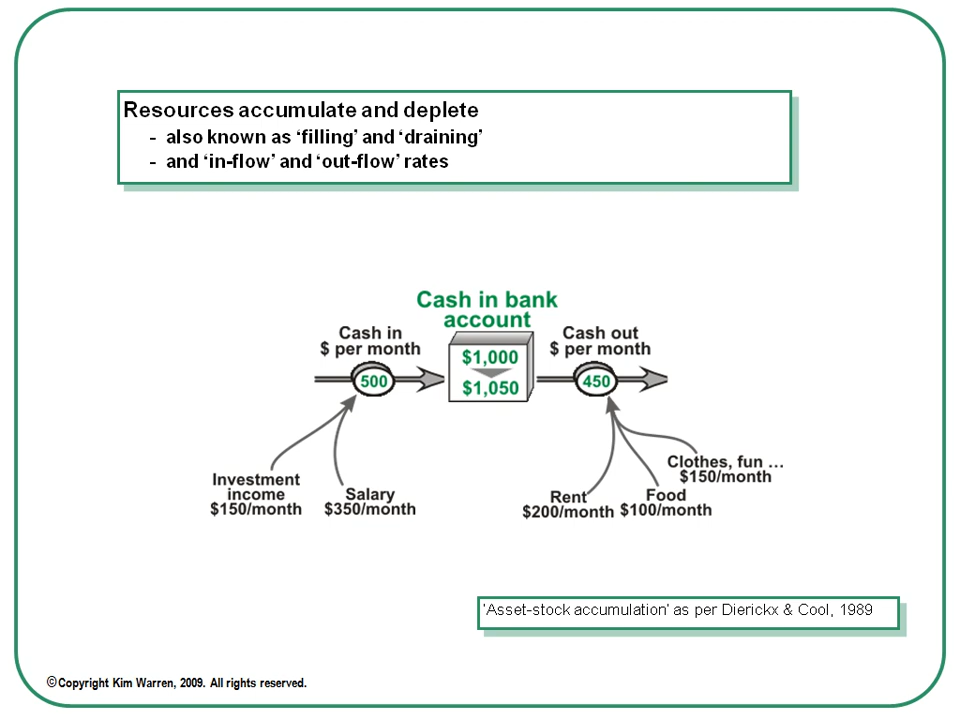 Resources accumulate and deplete
- also known as ‘filling’ and ‘draining’
- and ‘in-flow’ and ‘out-flow’ rates
Cash in bank
account
Cash in
$ per month
Cash out
$ per month
500
$1,000
$1,050
450
Investment
income
$150/month
Salary
$350/month
Rent
$200/month
Food
$100/month
Clothes, fun …
$150/month
‘Asset-stock accumulation’ as per Dierickx & Cool, 1989
©Copyright Kim Warren, 2009. All rights reserved.